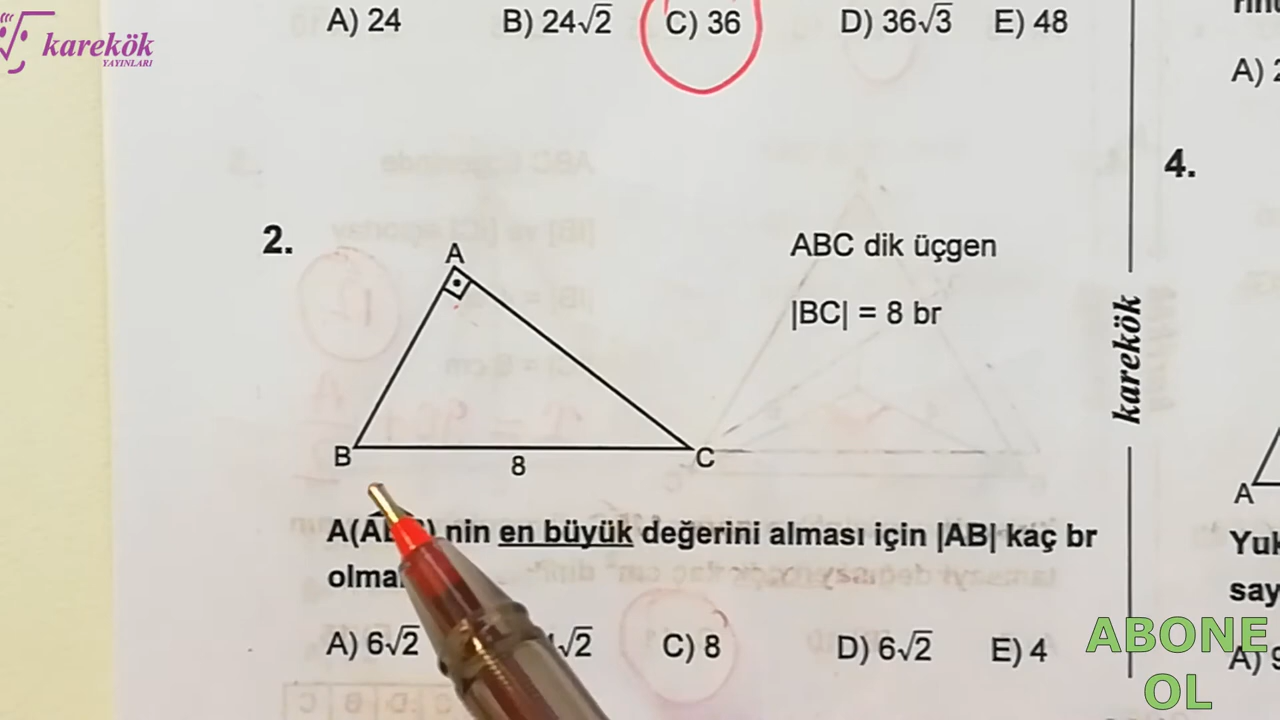 karekök
YAYINLARI
A) 24 B) 24√2 C) 36 D) 36√3 E) 48
A) 2
4.
2.
A
ABC dik üçgen
|BC| = 8 br
karekök
B
8
C
A
nin en büyük değerini alması için |AB| kaç br
A) 6√2 √2 C) 8 D) 6√2 E) 4
Yuk
say
ABONE
OL